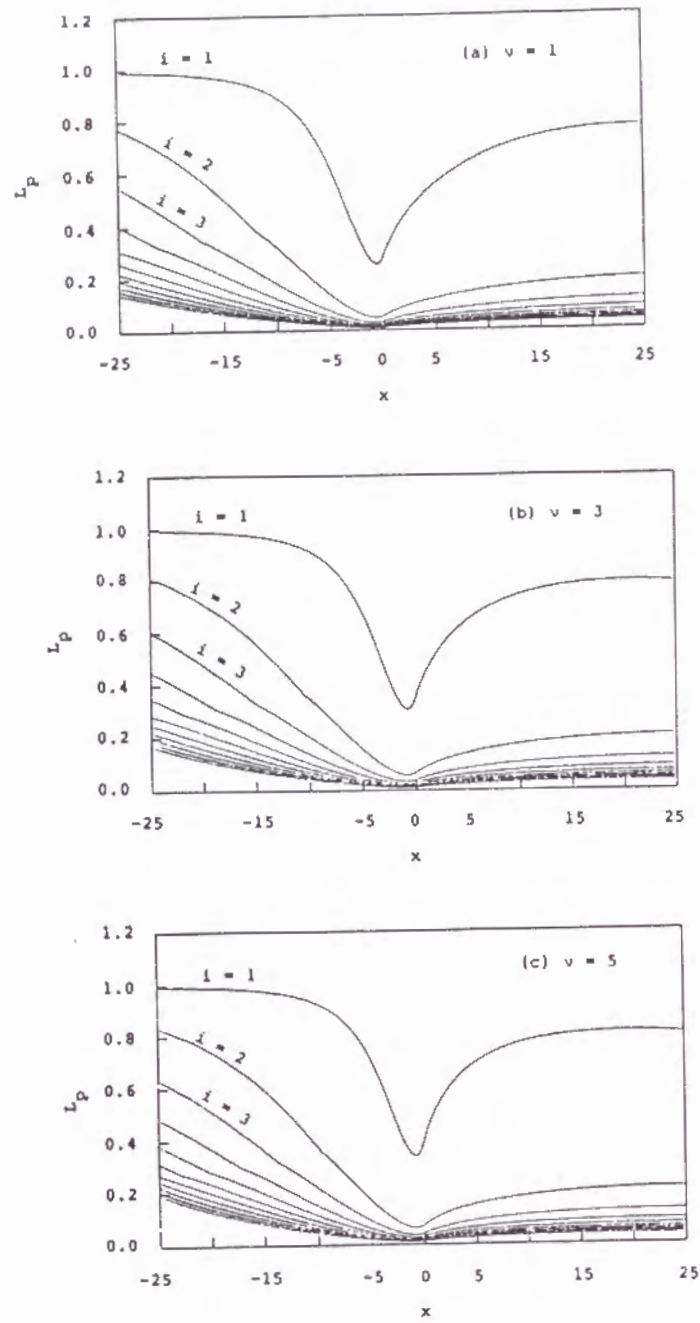 1.2
i = 1
(a) ν = 1
1.0
0.8
i = 2
0.6
i = 3
L_p
0.4
0.2
0.0
-25 -15 -5 0 5 15 25
x
1.2
i = 1
(b) ν = 3
1.0
0.8
i = 2
0.6
i = 3
L_p
0.4
0.2
0.0
-25 -15 -5 0 5 15 25
x
1.2
i = 1
(c) ν = 5
1.0
0.8
i = 2
0.6
i = 3
L_p
0.4
0.2
0.0
-25 -15 -5 0 5 15 25
x